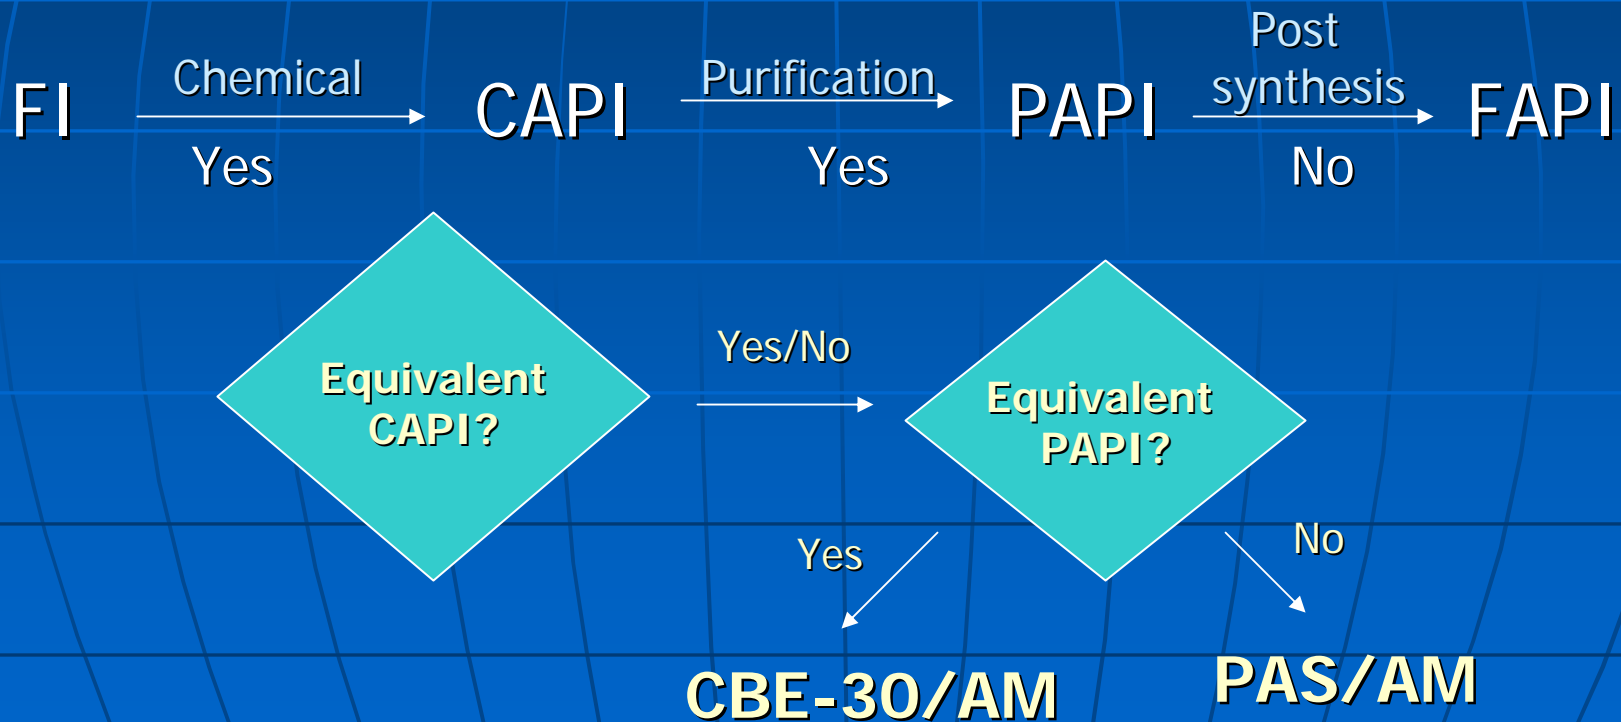 Post
Chemical
Purification
synthesis
FI
CAPI
PAPI
FAPI
Yes
Yes
No
Equivalent
CAPI?
Yes/No
Equivalent
PAPI?
Yes
No
CBE-30/AM
PAS/AM